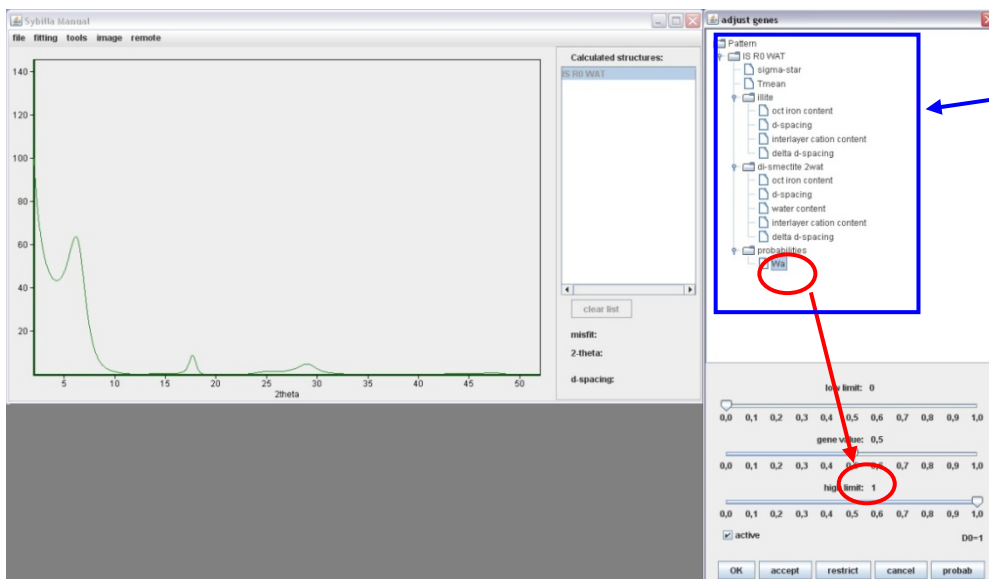 Sybilla Manual
file fitting tools image remote
140
120
100
80
60
40
20
5 10 15 20 25 30 35 40 45 50
2theta
Calculated structures:
IS R0 WAT
clear list
misfit:
2-theta:
d-spacing:
adjust genes
Pattern
IS R0 WAT
sigma-star
Tmean
illite
oct iron content
d-spacing
interlayer cation content
delta d-spacing
di-smectite 2wat
oct iron content
d-spacing
water content
interlayer cation content
delta d-spacing
probabilities
Wa
low limit: 0
0,0 0,1 0,2 0,3 0,4 0,5 0,6 0,7 0,8 0,9 1,0
gene value: 0,5
0,0 0,1 0,2 0,3 0,4 0,5 0,6 0,7 0,8 0,9 1,0
high limit: 1
0,0 0,1 0,2 0,3 0,4 0,5 0,6 0,7 0,8 0,9 1,0
active D0=1
OK accept restrict cancel probab